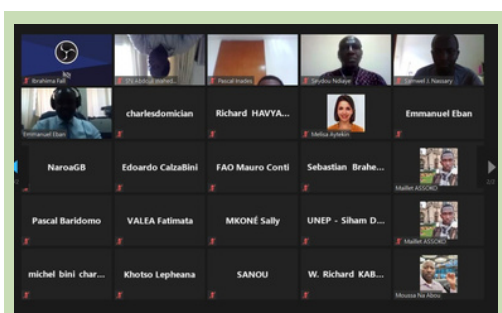 Ibrahima Fall
Pascal Inades
Seydou Ndiaye
Samwel J. Nassary
Emmanuel Eban
charlesdomician
Richard HAVYA...
Melisa Aytekin
Emmanuel Eban
NaroaGB
Edoardo CalzaBini
FAO Mauro Conti
Sebastian Brahe...
Maillet ASSOKO
Pascal Baridomo
VALEA Fatimata
MKONÉ Sally
UNEP - Siham D...
Maillet ASSOKO
michel bini char...
Khotso Lepheana
SANOU
W. Richard KAB...
Moussa Na Abou